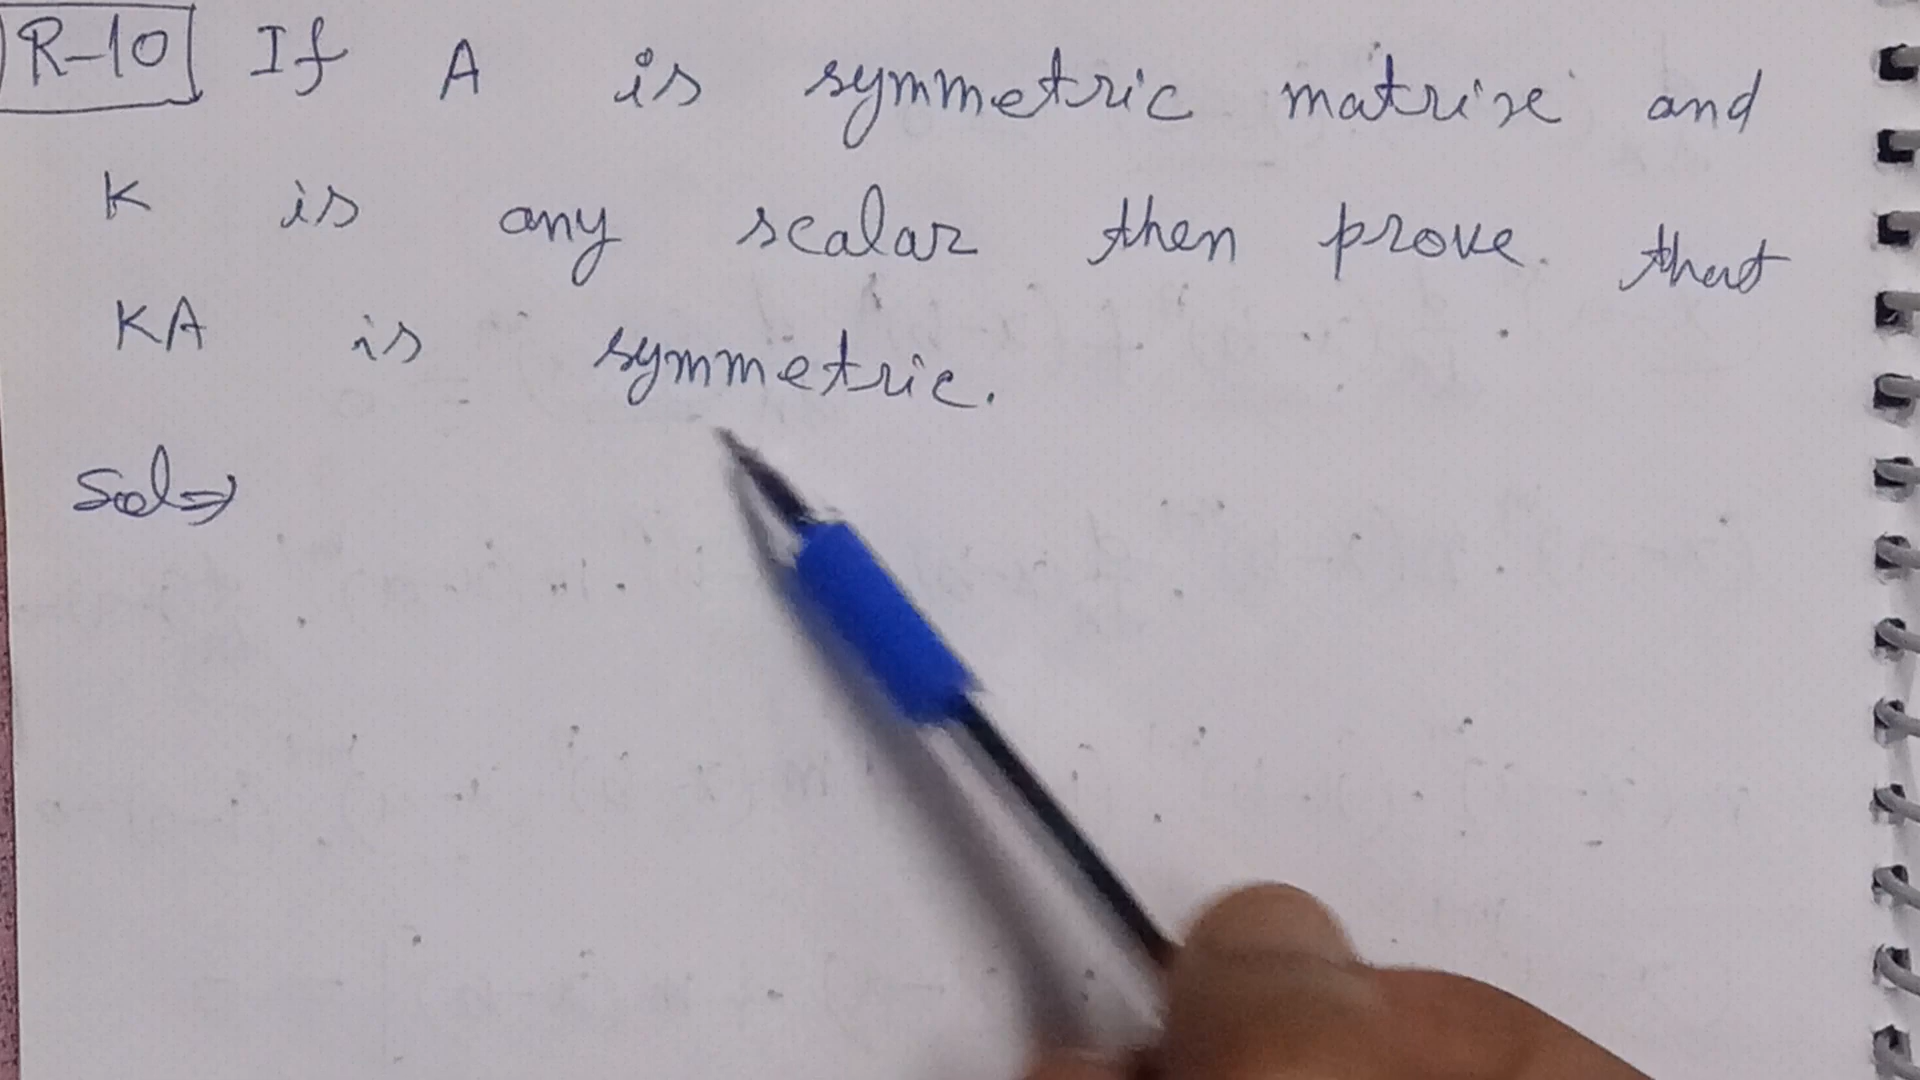 R-10 If A is symmetric matrix and
K is any scalar then prove that
KA is symmetric.
Sol⇒